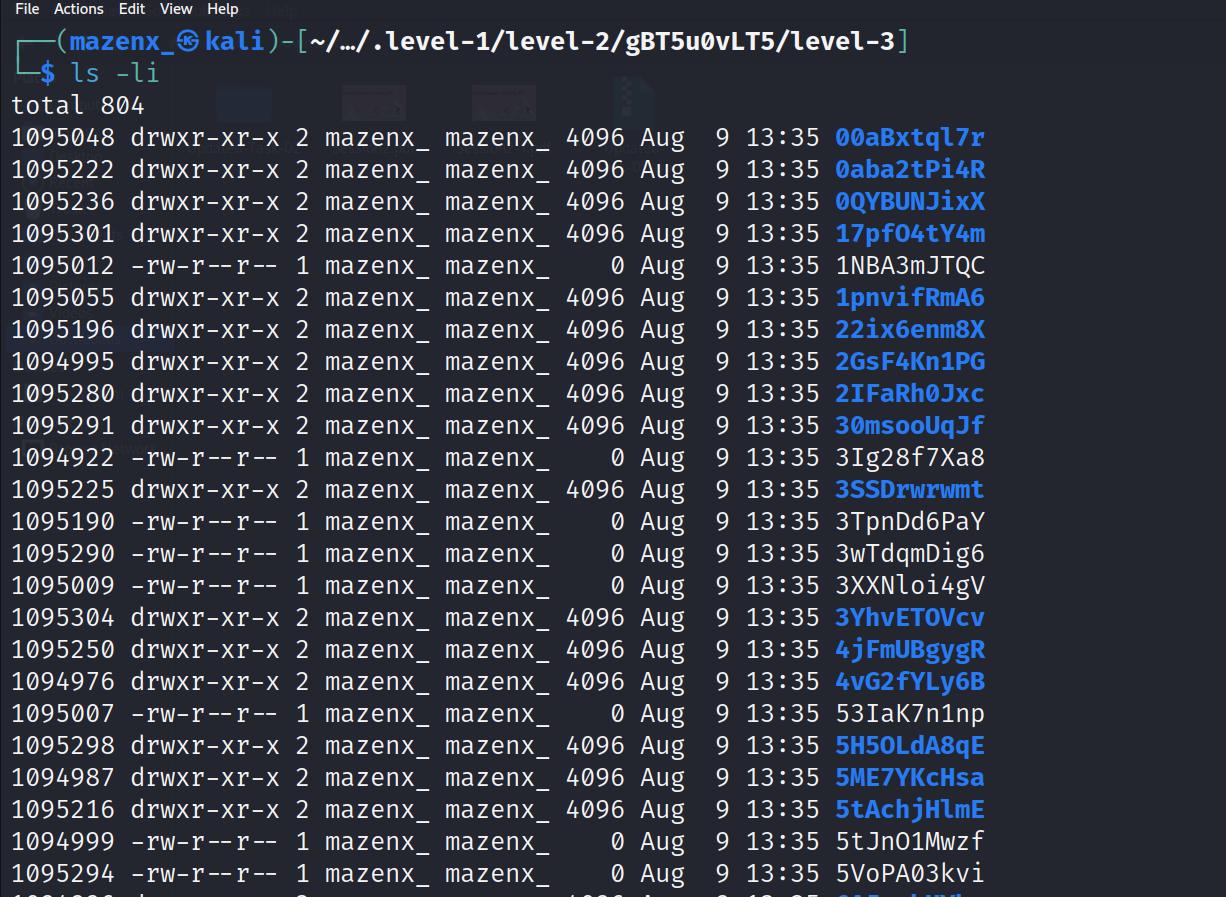 File Actions Edit View Help
┌──(mazenx_㉿kali)-[~/…/.level-1/level-2/gBT5u0vLT5/level-3]
└─$ ls -li
total 804
1095048 drwxr-xr-x 2 mazenx_ mazenx_ 4096 Aug  9 13:35 00aBxtql7r
1095222 drwxr-xr-x 2 mazenx_ mazenx_ 4096 Aug  9 13:35 0aba2tPi4R
1095236 drwxr-xr-x 2 mazenx_ mazenx_ 4096 Aug  9 13:35 0QYBUNJixX
1095301 drwxr-xr-x 2 mazenx_ mazenx_ 4096 Aug  9 13:35 17pfO4tY4m
1095012 -rw-r--r-- 1 mazenx_ mazenx_    0 Aug  9 13:35 1NBA3mJTQC
1095055 drwxr-xr-x 2 mazenx_ mazenx_ 4096 Aug  9 13:35 1pnvifRmA6
1095196 drwxr-xr-x 2 mazenx_ mazenx_ 4096 Aug  9 13:35 22ix6enm8X
1094995 drwxr-xr-x 2 mazenx_ mazenx_ 4096 Aug  9 13:35 2GsF4Kn1PG
1095280 drwxr-xr-x 2 mazenx_ mazenx_ 4096 Aug  9 13:35 2IFaRh0Jxc
1095291 drwxr-xr-x 2 mazenx_ mazenx_ 4096 Aug  9 13:35 30msooUqJf
1094922 -rw-r--r-- 1 mazenx_ mazenx_    0 Aug  9 13:35 3Ig28f7Xa8
1095225 drwxr-xr-x 2 mazenx_ mazenx_ 4096 Aug  9 13:35 3SSDrwrwmt
1095190 -rw-r--r-- 1 mazenx_ mazenx_    0 Aug  9 13:35 3TpnDd6PaY
1095290 -rw-r--r-- 1 mazenx_ mazenx_    0 Aug  9 13:35 3wTdqmDig6
1095009 -rw-r--r-- 1 mazenx_ mazenx_    0 Aug  9 13:35 3XXNloi4gV
1095304 drwxr-xr-x 2 mazenx_ mazenx_ 4096 Aug  9 13:35 3YhvETOVcv
1095250 drwxr-xr-x 2 mazenx_ mazenx_ 4096 Aug  9 13:35 4jFmUBgygR
1094976 drwxr-xr-x 2 mazenx_ mazenx_ 4096 Aug  9 13:35 4vG2fYLy6B
1095007 -rw-r--r-- 1 mazenx_ mazenx_    0 Aug  9 13:35 53IaK7n1np
1095298 drwxr-xr-x 2 mazenx_ mazenx_ 4096 Aug  9 13:35 5H5OLdA8qE
1094987 drwxr-xr-x 2 mazenx_ mazenx_ 4096 Aug  9 13:35 5ME7YKcHsa
1095216 drwxr-xr-x 2 mazenx_ mazenx_ 4096 Aug  9 13:35 5tAchjHlmE
1094999 -rw-r--r-- 1 mazenx_ mazenx_    0 Aug  9 13:35 5tJnO1Mwzf
1095294 -rw-r--r-- 1 mazenx_ mazenx_    0 Aug  9 13:35 5VoPA03kvi